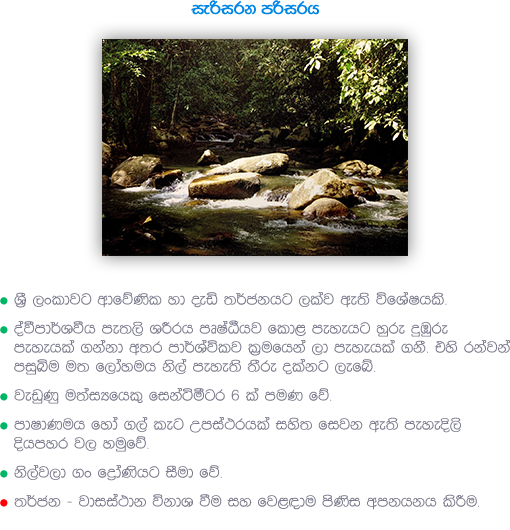 සැරිසරන පරිසරය
ශ්‍රී ලංකාවට ආවේණික හා දැඩි තර්ජනයට ලක්ව ඇති විශේෂයකි.
ද්විපාර්ශවීය පැතලි ශරීරය පෘෂ්ඨීයව කොළ පැහැයට හුරු දුඹුරු
පැහැයක් ගන්නා අතර පාර්ශ්විකව ක්‍රමයෙන් ලා පැහැයක් ගනී. එහි රන්වන්
පසුබිම මත ලෝහමය නිල් පැහැති තීරු දක්නට ලැබේ.
වැඩුණු මත්ස්‍යයෙකු සෙන්ටිමීටර 6 ක් පමණ වේ.
පාෂාණමය හෝ ගල් කැට උපස්ථරයක් සහිත සෙවන ඇති පැහැදිලි
දියපහර වල හමුවේ.
නිල්වලා ගං ද්‍රෝණියට සීමා වේ.
තර්ජන - වාසස්ථාන විනාශ වීම සහ වෙළඳාම පිණිස අපනයනය කිරීම.